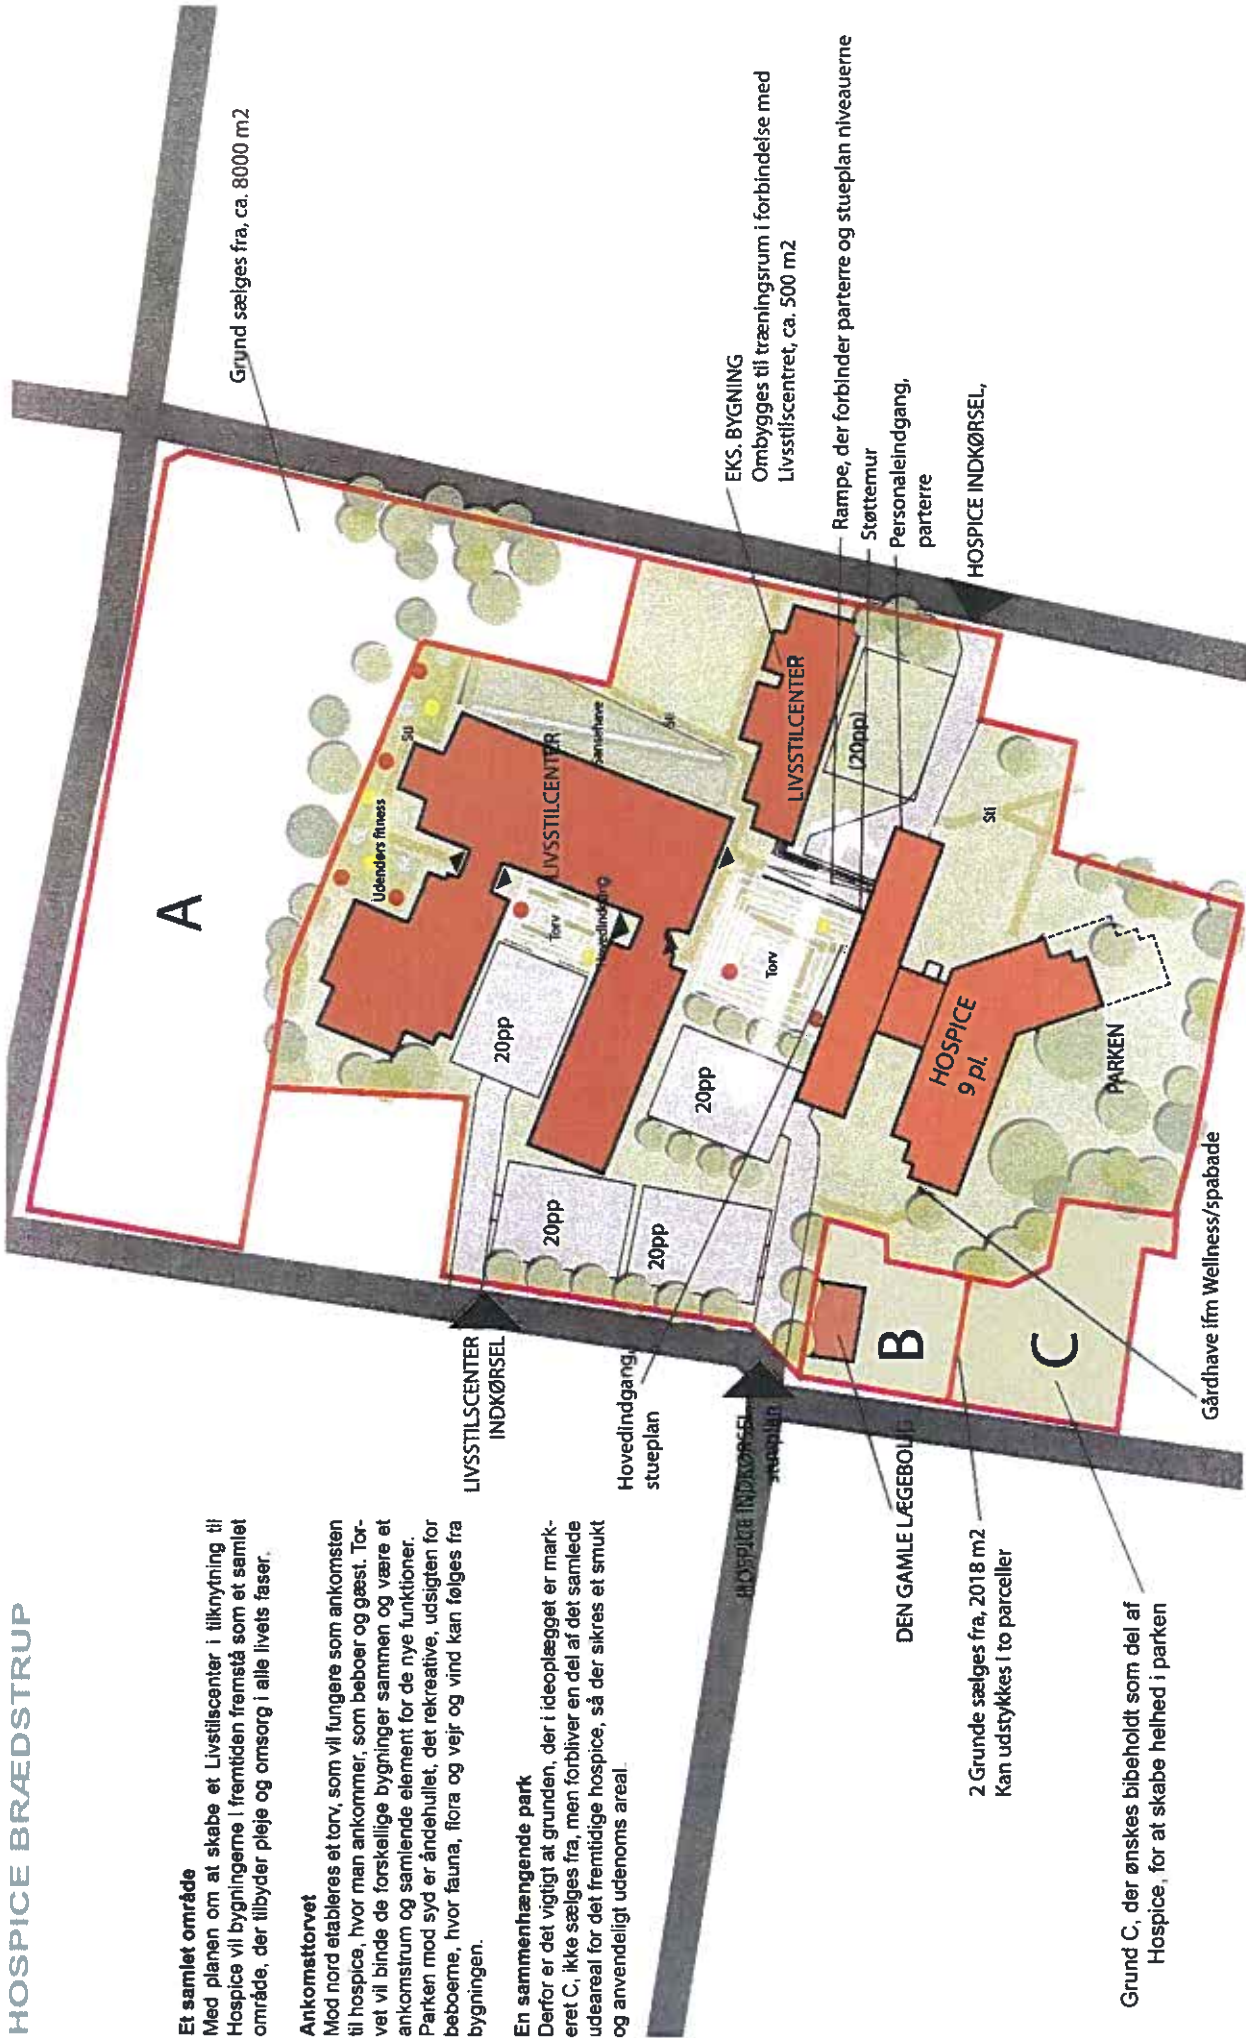 HOSPICE BRÆDSTRUP
Et samlet område
Med planen om at skabe et Livstilscenter i tilknytning til
Hospice vil bygningerne i fremtiden fremstå som et samlet
område, der tilbyder pleje og omsorg i alle livets faser.
Ankomsttorvet
Mod nord etableres et torv, som vil fungere som ankomsten
til hospice, hvor man ankommer, som beboer og gæst. Tor-
vet vil binde de forskellige bygninger sammen og være et
ankomstrum og samlende element for de nye funktioner.
Parken mod syd er åndehullet, det rekreative, udsigten for
beboerne, hvor fauna, flora og vejr og vind kan følges fra
bygningen.
En sammenhængende park
Derfor er det vigtigt at grunden, der i ideoplægget er mark-
eret C, ikke sælges fra, men forbliver en del af det samlede
udeareal for det fremtidige hospice, så der sikres et smukt
og anvendeligt udenoms areal.
A
Grund sælges fra, ca. 8000 m2
Udendørs fitness
Sti
LIVSSTILCENTER
Sansehave
Sti
Torv
Hovedindgang
20pp
20pp
20pp
20pp
Torv
LIVSSTILCENTER
(20pp)
EKS. BYGNING
Ombygges til træningsrum i forbindelse med
Livsstilscentret, ca. 500 m2
Rampe, der forbinder parterre og stueplan niveauerne
Støttemur
Personaleindgang,
parterre
HOSPICE INDKØRSEL,
Sti
HOSPICE
9 pl.
PARKEN
LIVSSTILSCENTER
INDKØRSEL
Hovedindgang,
stueplan
HOSPICE INDKØRSEL,
stueplan
DEN GAMLE LÆGEBOLIG
B
C
2 Grunde sælges fra, 2018 m2
Kan udstykkes i to parceller
Grund C, der ønskes bibeholdt som del af
Hospice, for at skabe helhed i parken
Gårdhave ifm Wellness/spabade